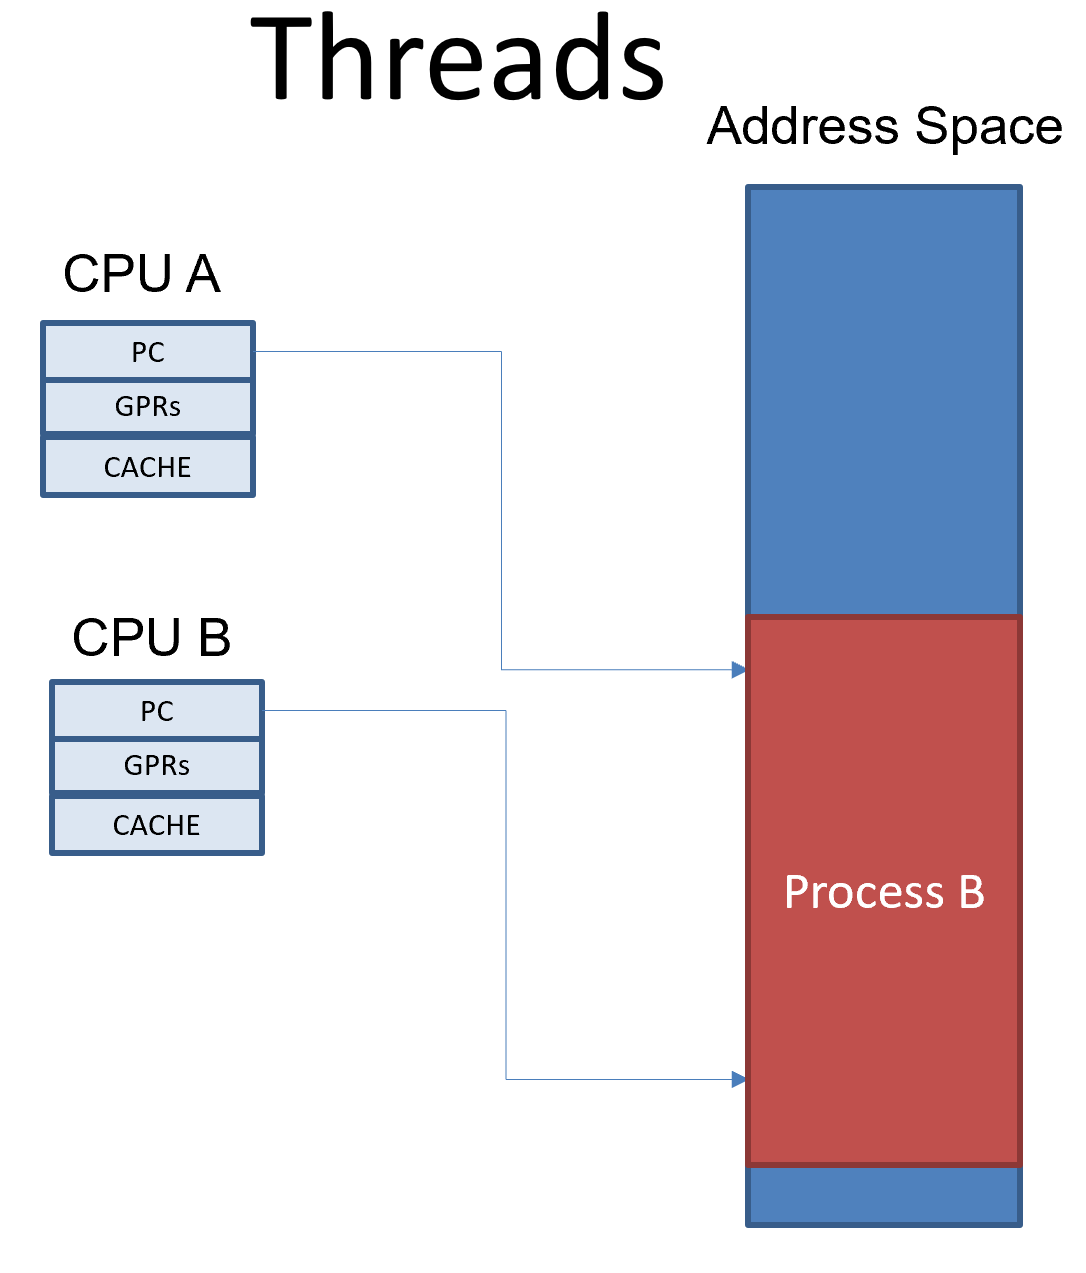 Threads
Address Space
CPU A
PC
GPRs
CACHE
CPU B
PC
GPRs
CACHE
Process B